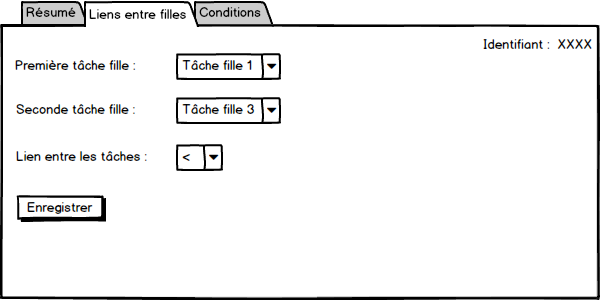 Résumé Liens entre filles Conditions
Identifiant : XXXX
Première tâche fille : Tâche fille 1
Seconde tâche fille : Tâche fille 3
Lien entre les tâches : <
Enregistrer